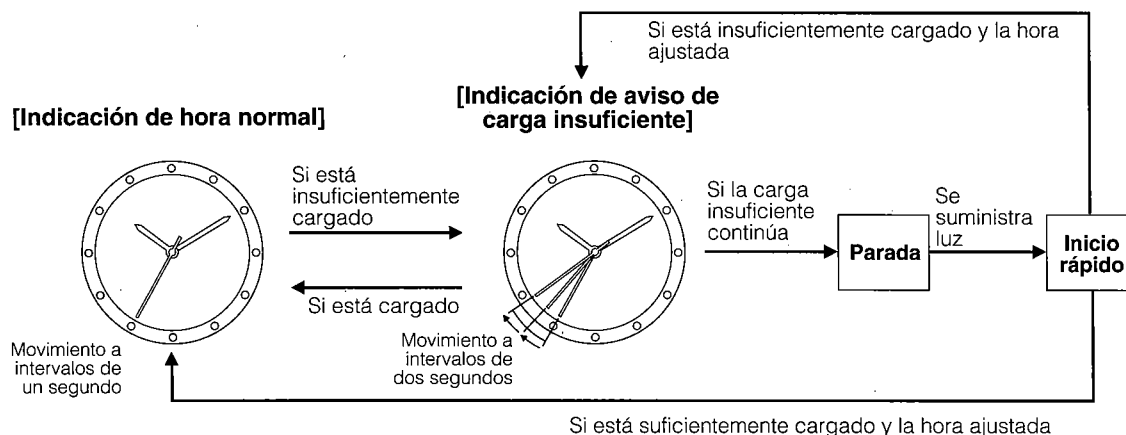 Si está insuficientemente cargado y la hora
ajustada
[Indicación de hora normal]
[Indicación de aviso de
carga insuficiente]
Si está
insuficientemente
cargado
Si está cargado
Si la carga
insuficiente
continúa
Parada
Se
suministra
luz
Inicio
rápido
Movimiento a
intervalos de
un segundo
Movimiento a
intervalos de
dos segundos
Si está suficientemente cargado y la hora ajustada